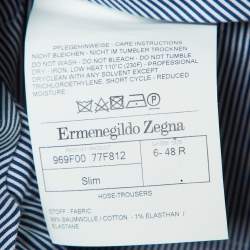 PFLEGEHINWEISE - CARE INSTRUCTIONS
NICHT BLEICHEN - NICHT IM TUMBLER TROCKNEN
DO NOT WASH - DO NOT BLEACH - DO NOT TUMBLE
DRY - IRON, LOW HEAT 110°C (230F) - PROFESSIONAL
DRYCLEAN WITH ANY SOLVENT EXCEPT
TRICHLOROETHYLENE, SHORT CYCLE - REDUCED
MOISTURE
Ermenegildo Zegna
969F00 77F812
6- 48 R
Slim
HOSE-TROUSERS
STOFF - FABRIC
99% BAUMWOLLE / COTTON - 1% ELASTHAN /
ELASTANE